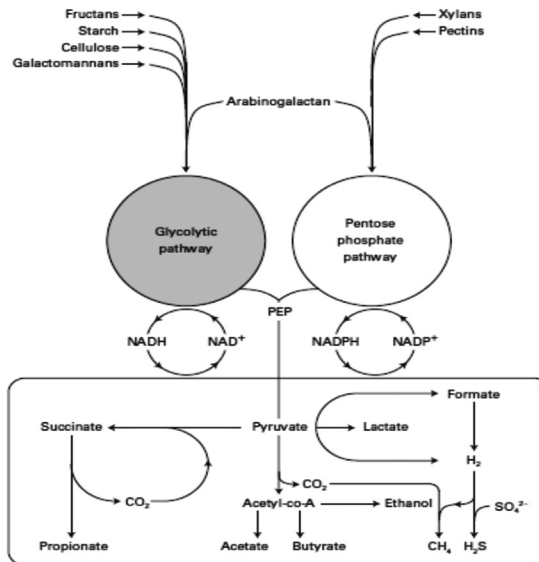 Fructans
Starch
Cellulose
Galactomannans
Xylans
Pectins
Arabinogalactan
Glycolytic
pathway
Pentose
phosphate
pathway
PEP
NADH
NAD⁺
NADPH
NADP⁺
Formate
Succinate
Pyruvate
Lactate
H₂
CO₂
CO₂
Acetyl-co-A
Ethanol
SO₄²⁻
Propionate
Acetate
Butyrate
CH₄
H₂S